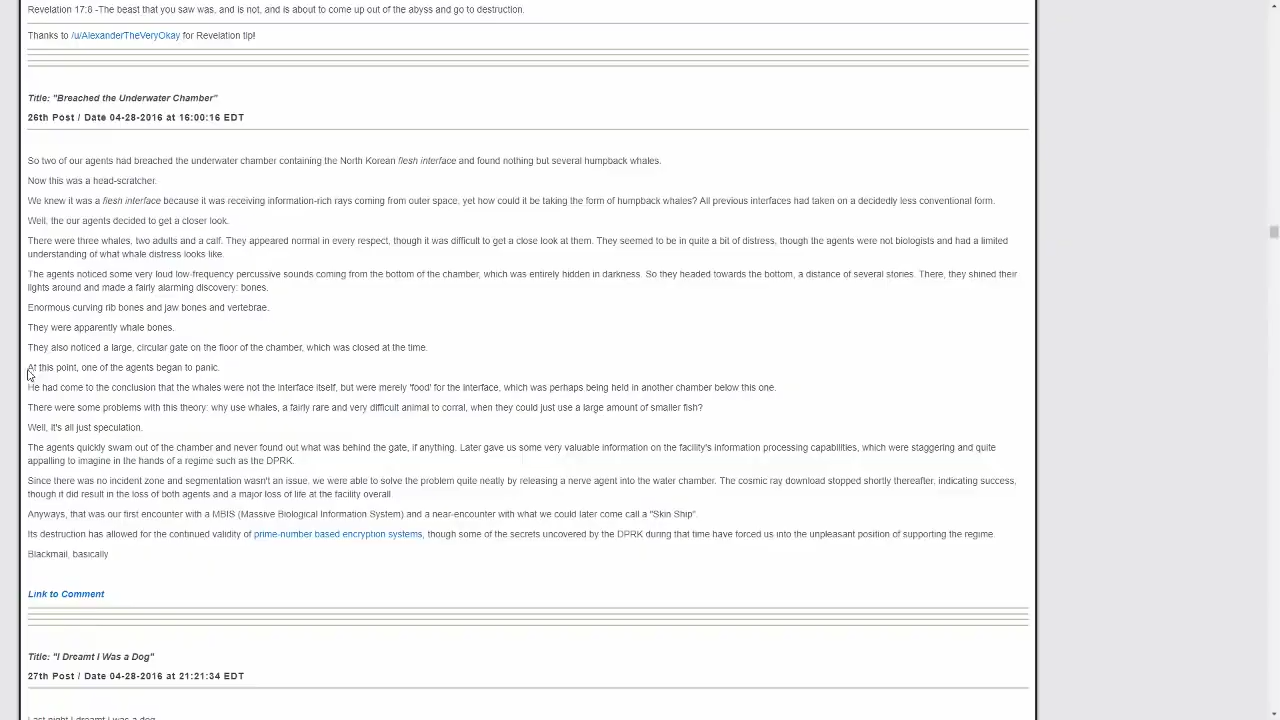 Revelation 17:8 -The beast that you saw was, and is not, and is about to come up out of the abyss and go to destruction.
Thanks to /u/AlexanderTheVeryOkay for Revelation tip!
Title: "Breached the Underwater Chamber"
26th Post / Date 04-28-2016 at 16:00:16 EDT
So two of our agents had breached the underwater chamber containing the North Korean flesh interface and found nothing but several humpback whales.
Now this was a head-scratcher.
We knew it was a flesh interface because it was receiving information-rich rays coming from outer space, yet how could it be taking the form of humpback whales? All previous interfaces had taken on a decidedly less conventional form.
Well, the our agents decided to get a closer look.
There were three whales, two adults and a calf. They appeared normal in every respect, though it was difficult to get a close look at them. They seemed to be in quite a bit of distress, though the agents were not biologists and had a limited
understanding of what whale distress looks like.
The agents noticed some very loud low-frequency percussive sounds coming from the bottom of the chamber, which was entirely hidden in darkness. So they headed towards the bottom, a distance of several stories. There, they shined their
lights around and made a fairly alarming discovery: bones.
Enormous curving rib bones and jaw bones and vertebrae.
They were apparently whale bones.
They also noticed a large, circular gate on the floor of the chamber, which was closed at the time.
At this point, one of the agents began to panic.
He had come to the conclusion that the whales were not the interface itself, but were merely 'food' for the interface, which was perhaps being held in another chamber below this one.
There were some problems with this theory: why use whales, a fairly rare and very difficult animal to corral, when they could just use a large amount of smaller fish?
Well, it's all just speculation.
The agents quickly swam out of the chamber and never found out what was behind the gate, if anything. Later gave us some very valuable information on the facility's information processing capabilities, which were staggering and quite
appalling to imagine in the hands of a regime such as the DPRK.
Since there was no incident zone and segmentation wasn't an issue, we were able to solve the problem quite neatly by releasing a nerve agent into the water chamber. The cosmic ray download stopped shortly thereafter, indicating success,
though it did result in the loss of both agents and a major loss of life at the facility overall.
Anyways, that was our first encounter with a MBIS (Massive Biological Information System) and a near-encounter with what we could later come call a "Skin Ship".
Its destruction has allowed for the continued validity of prime-number based encryption systems, though some of the secrets uncovered by the DPRK during that time have forced us into the unpleasant position of supporting the regime.
Blackmail, basically
Link to Comment
Title: "I Dreamt I Was a Dog"
27th Post / Date 04-28-2016 at 21:21:34 EDT
Last night I dreamt I was a dog